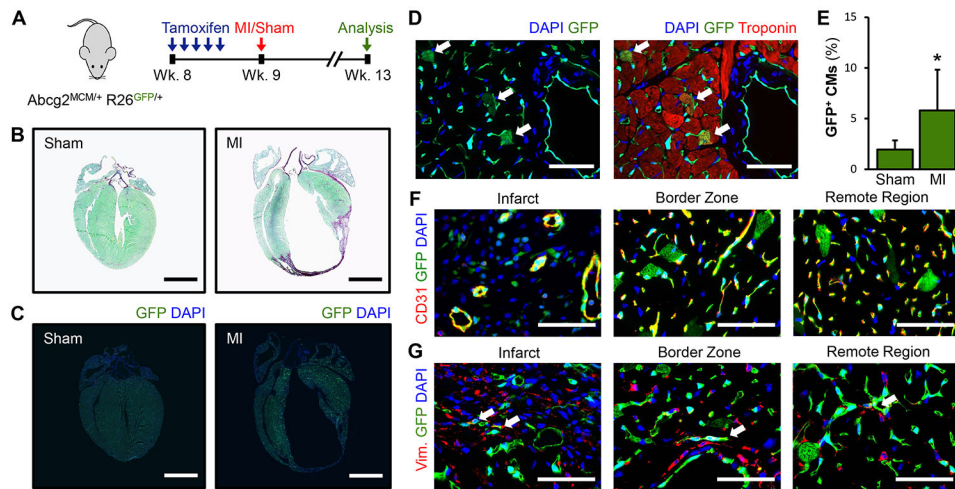 A
Tamoxifen
MI/Sham
Analysis
Wk. 8
Wk. 9
Wk. 13
Abcg2MCM/+ R26GFP/+
B
Sham
MI
C
GFP DAPI
GFP DAPI
Sham
MI
D
DAPI GFP
DAPI GFP Troponin
E
GFP+ CMs (%)
15
10
5
0
*
Sham
MI
F
Infarct
Border Zone
Remote Region
CD31 GFP DAPI
G
Infarct
Border Zone
Remote Region
Vim. GFP DAPI